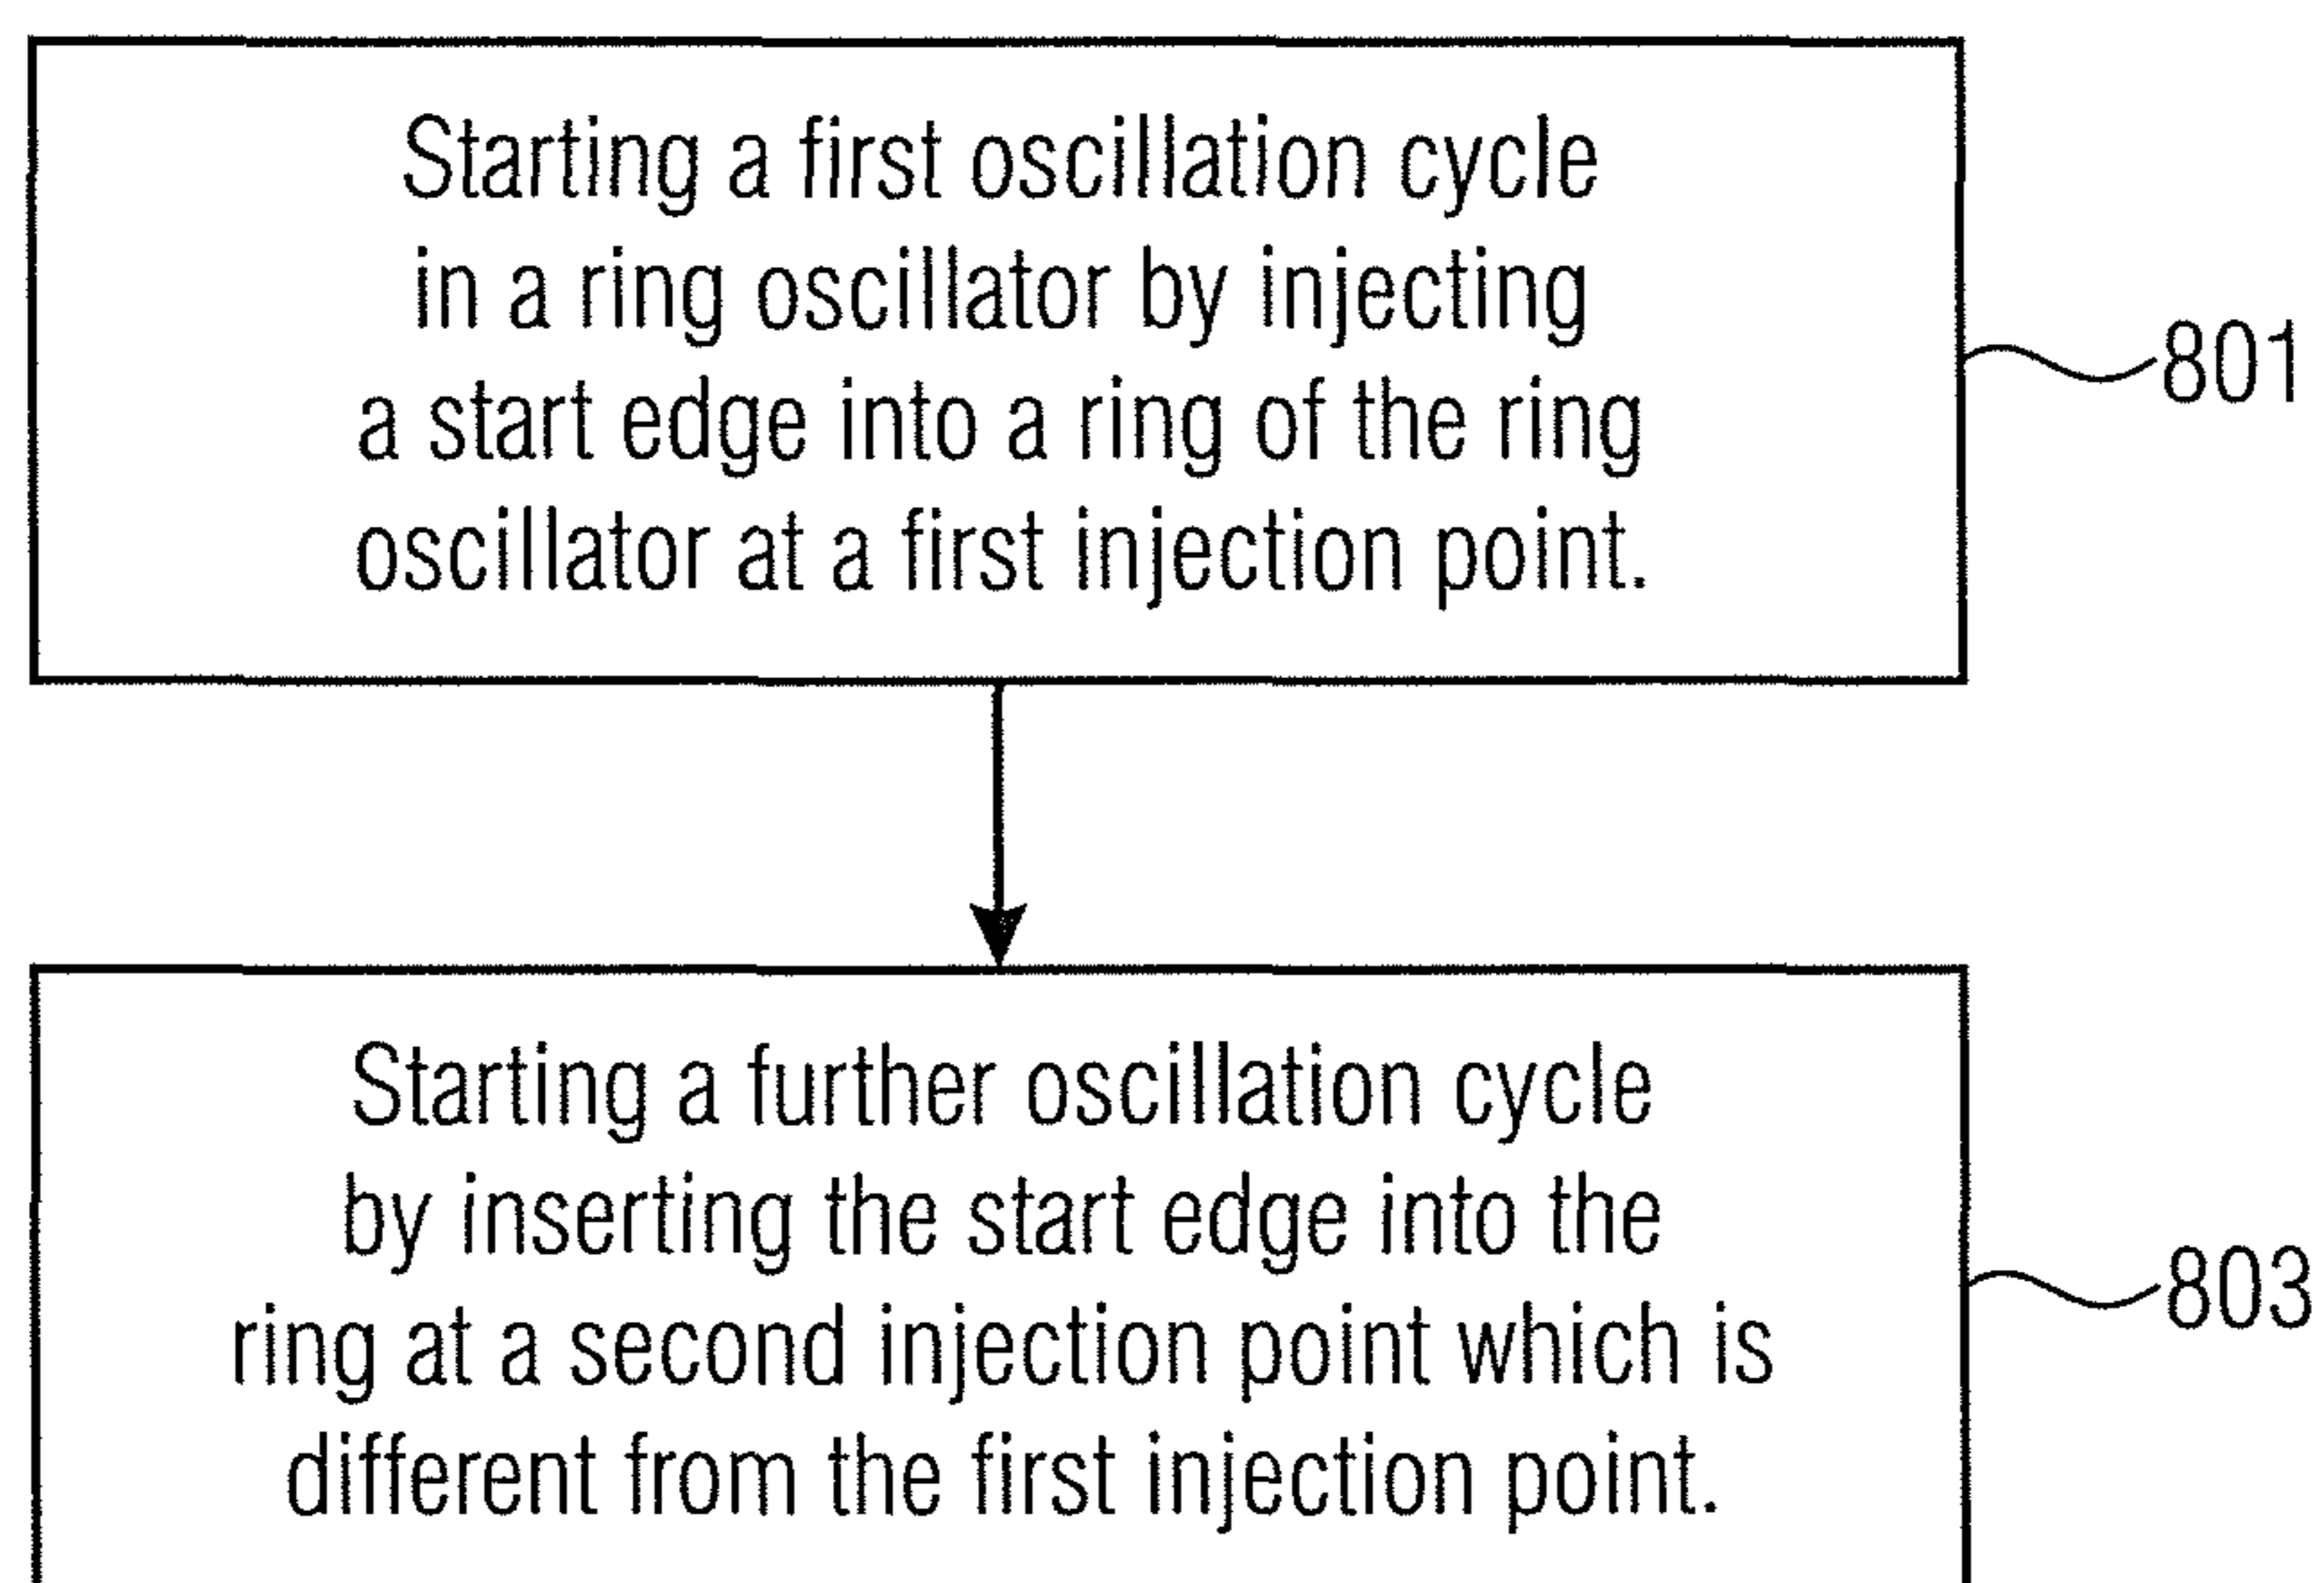 Starting a first oscillation cycle
in a ring oscillator by injecting
a start edge into a ring of the ring
oscillator at a first injection point.
801
Starting a further oscillation cycle
by inserting the start edge into the
ring at a second injection point which is
different from the first injection point.
803